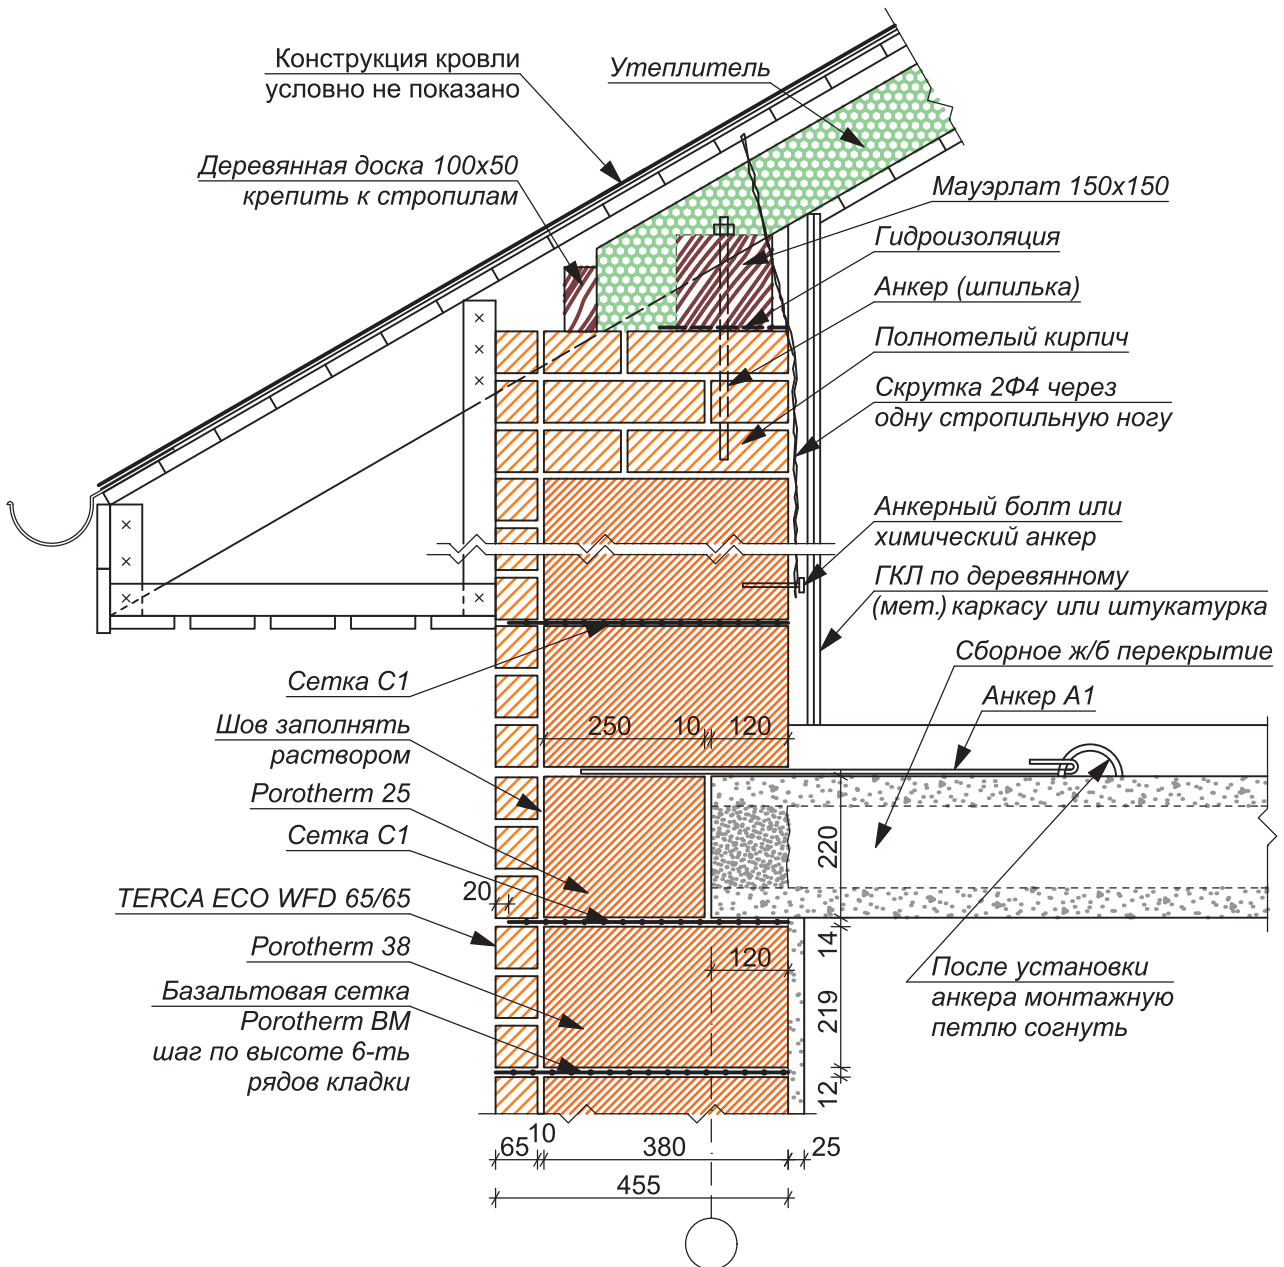 Конструкция кровли
условно не показано
Утеплитель
Деревянная доска 100х50
крепить к стропилам
Мауэрлат 150х150
Гидроизоляция
Анкер (шпилька)
Полнотелый кирпич
Скрутка 2Ф4 через
одну стропильную ногу
Анкерный болт или
химический анкер
ГКЛ по деревянному
(мет.) каркасу или штукатурка
Сборное ж/б перекрытие
Анкер А1
Сетка С1
Шов заполнять
раствором
250 10 120
Porotherm 25
Сетка С1
220
20
TERCA ECO WFD 65/65
Porotherm 38
14
120
После установки
анкера монтажную
петлю согнуть
Базальтовая сетка
Porotherm BM
шаг по высоте 6-ть
рядов кладки
219
12
65 10 380 25
455